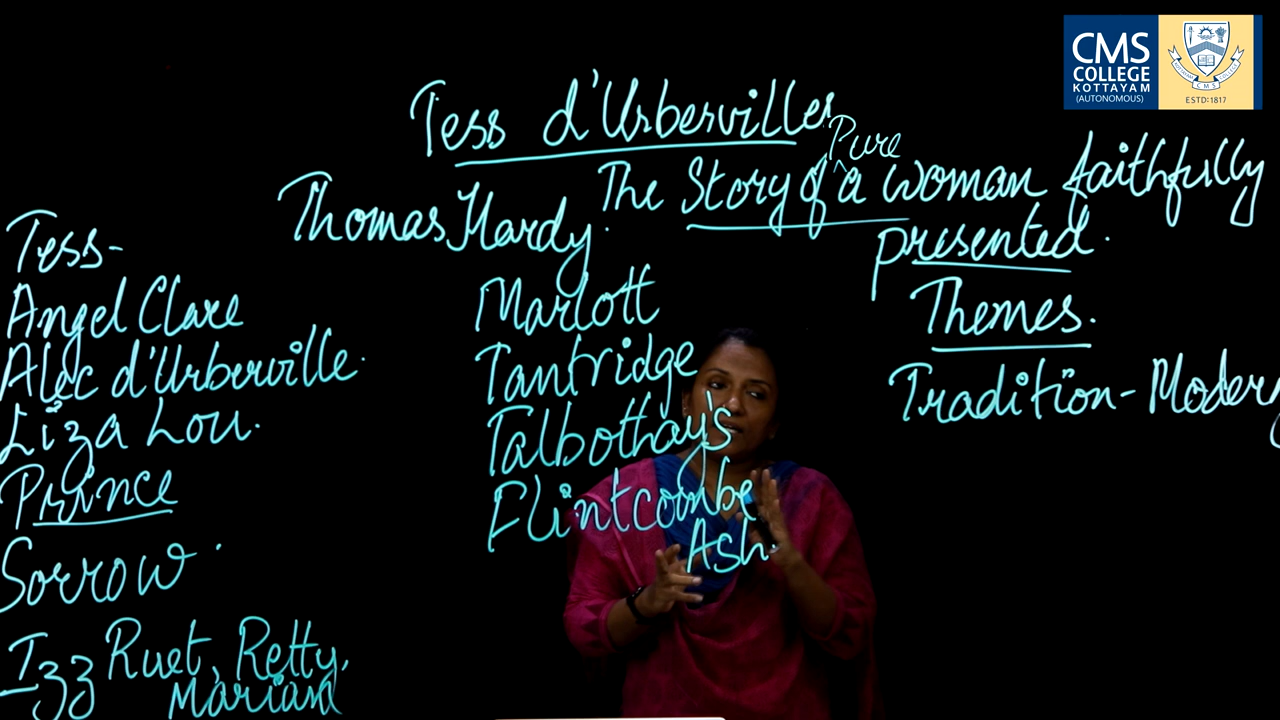 CMS
COLLEGE
KOTTAYAM
(AUTONOMOUS)
ESTD:1817
Tess d'Urbervilles
Thomas Hardy.
The Story of a Pure woman faithfully
presented.
Tess-
Angel Clare
Alec d'Urberville.
Liza Lou.
Prince
Sorrow.
Izz Ruet, Retty,
Marian
Marlott
Tantridge
Talbothay's
Flintcombe
Ash.
Themes.
Tradition-Modern